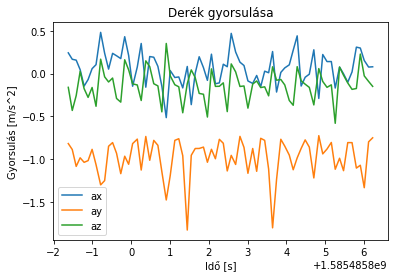 Derék gyorsulása
Gyorsulás [m/s^2]
0.5
0.0
−0.5
−1.0
−1.5
ax
ay
az
−2 −1 0 1 2 3 4 5 6
Idő [s]
+1.5854858e9